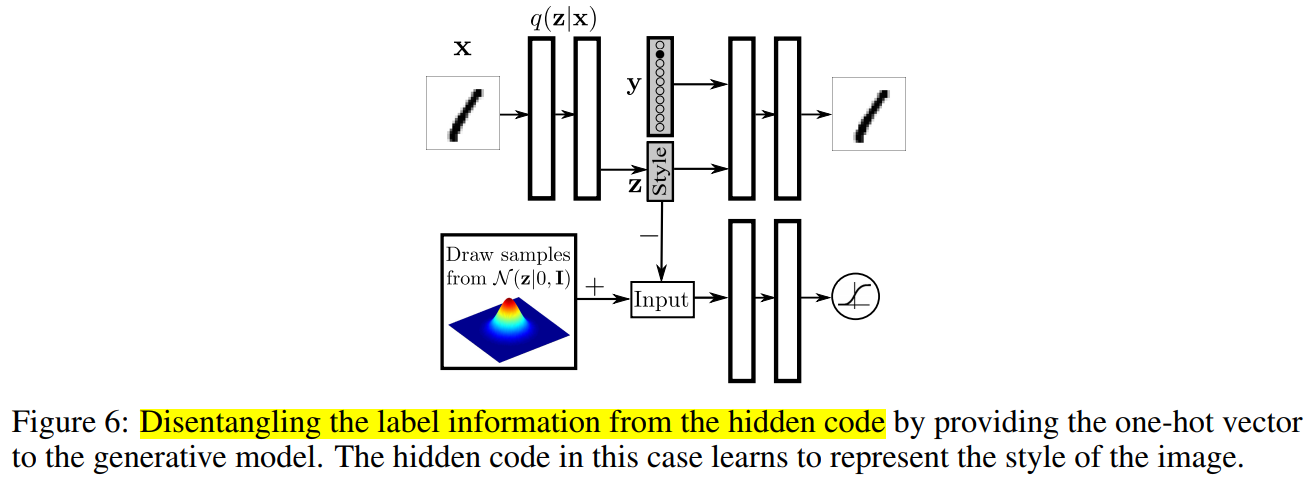 q(z|x)
x
y
z
Style
−
Draw samples
from 𝒩(z|0, I)
+
Input
Figure 6: Disentangling the label information from the hidden code by providing the one-hot vector
to the generative model. The hidden code in this case learns to represent the style of the image.